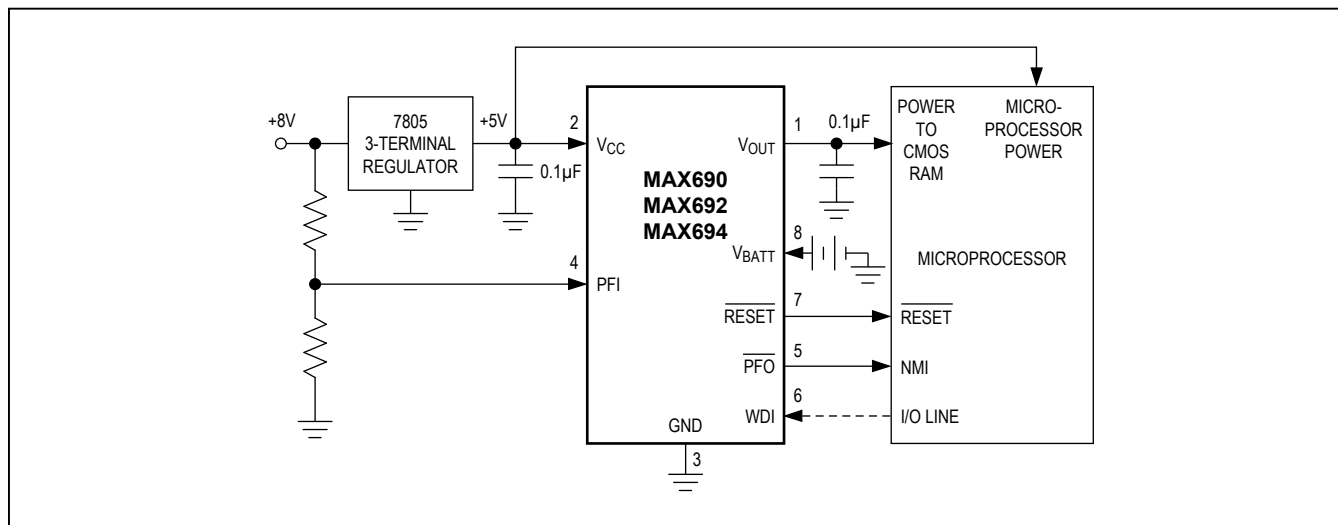 +8V
7805
3-TERMINAL
REGULATOR
+5V
0.1µF
2
VCC
4
PFI
MAX690
MAX692
MAX694
GND
3
1
VOUT
0.1µF
8
VBATT
7
RESET
5
PFO
6
WDI
POWER
TO
CMOS
RAM
MICRO-
PROCESSOR
POWER
MICROPROCESSOR
RESET
NMI
I/O LINE